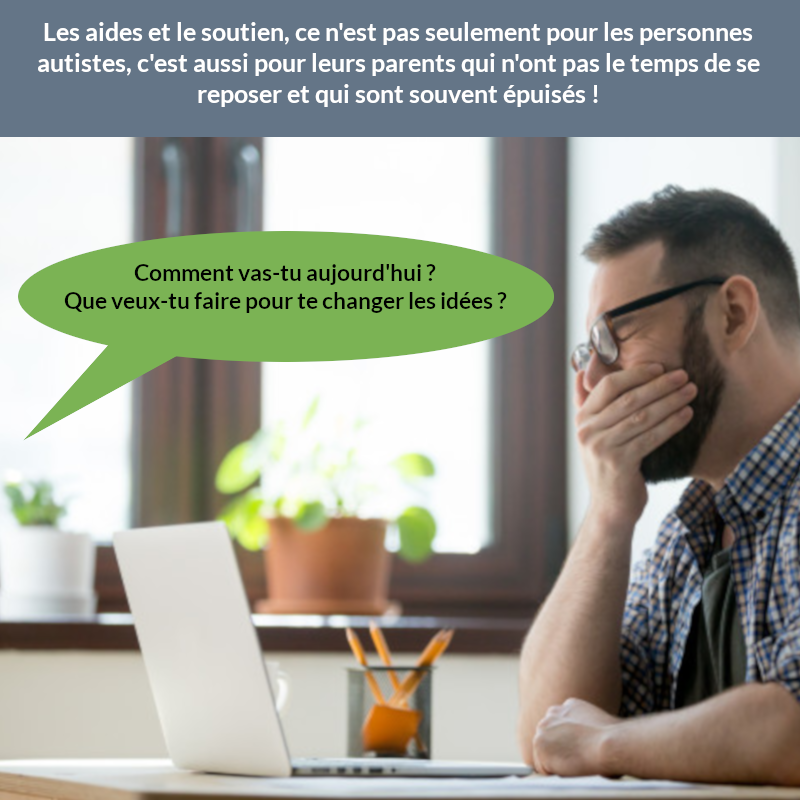 Les aides et le soutien, ce n'est pas seulement pour les personnes
autistes, c'est aussi pour leurs parents qui n'ont pas le temps de se
reposer et qui sont souvent épuisés !
Comment vas-tu aujourd'hui ?
Que veux-tu faire pour te changer les idées ?